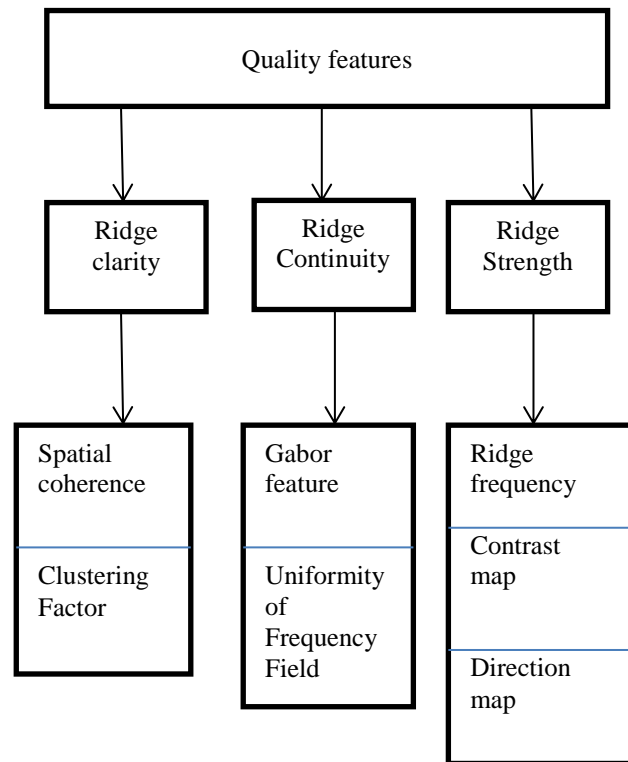 Quality features
Ridge
clarity
Ridge
Continuity
Ridge
Strength
Spatial
coherence
Clustering
Factor
Gabor
feature
Uniformity
of
Frequency
Field
Ridge
frequency
Contrast
map
Direction
map